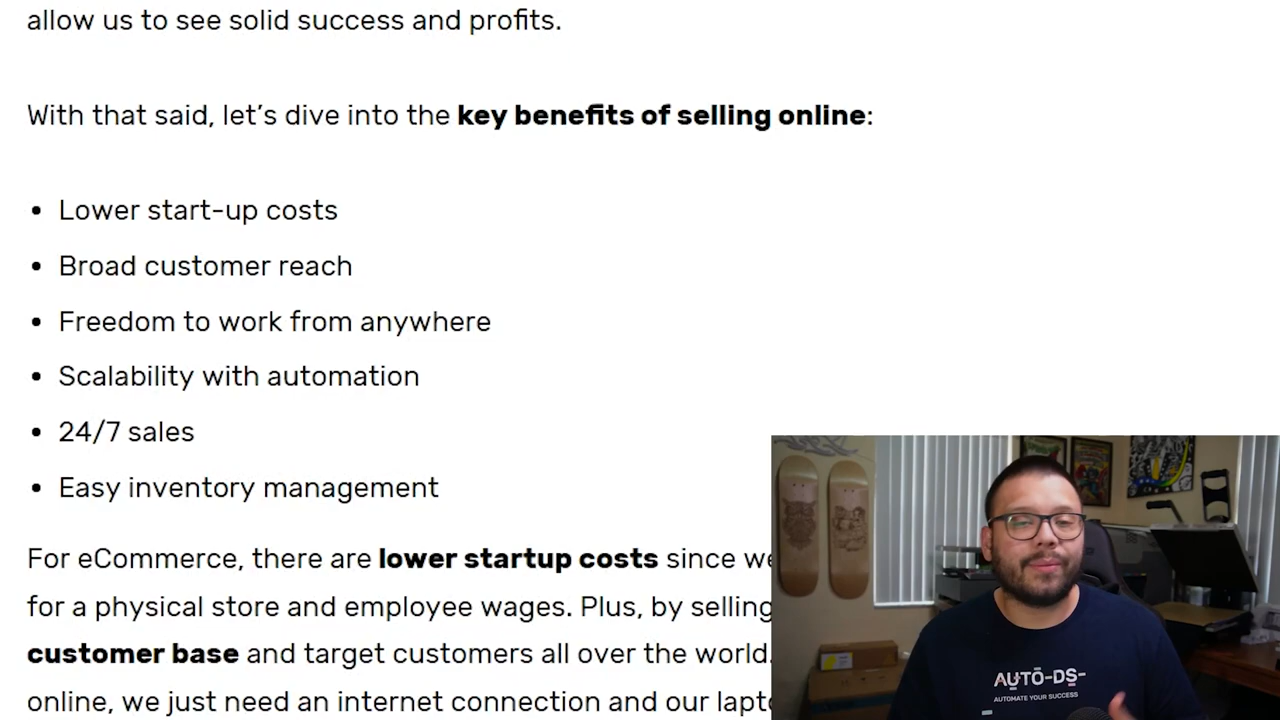 allow us to see solid success and profits.
With that said, let’s dive into the key benefits of selling online:
• Lower start-up costs
• Broad customer reach
• Freedom to work from anywhere
• Scalability with automation
• 24/7 sales
• Easy inventory management
For eCommerce, there are lower startup costs since we
for a physical store and employee wages. Plus, by selling
customer base and target customers all over the world.
online, we just need an internet connection and our lapto
AUTO-DS-
AUTOMATE YOUR SUCCESS